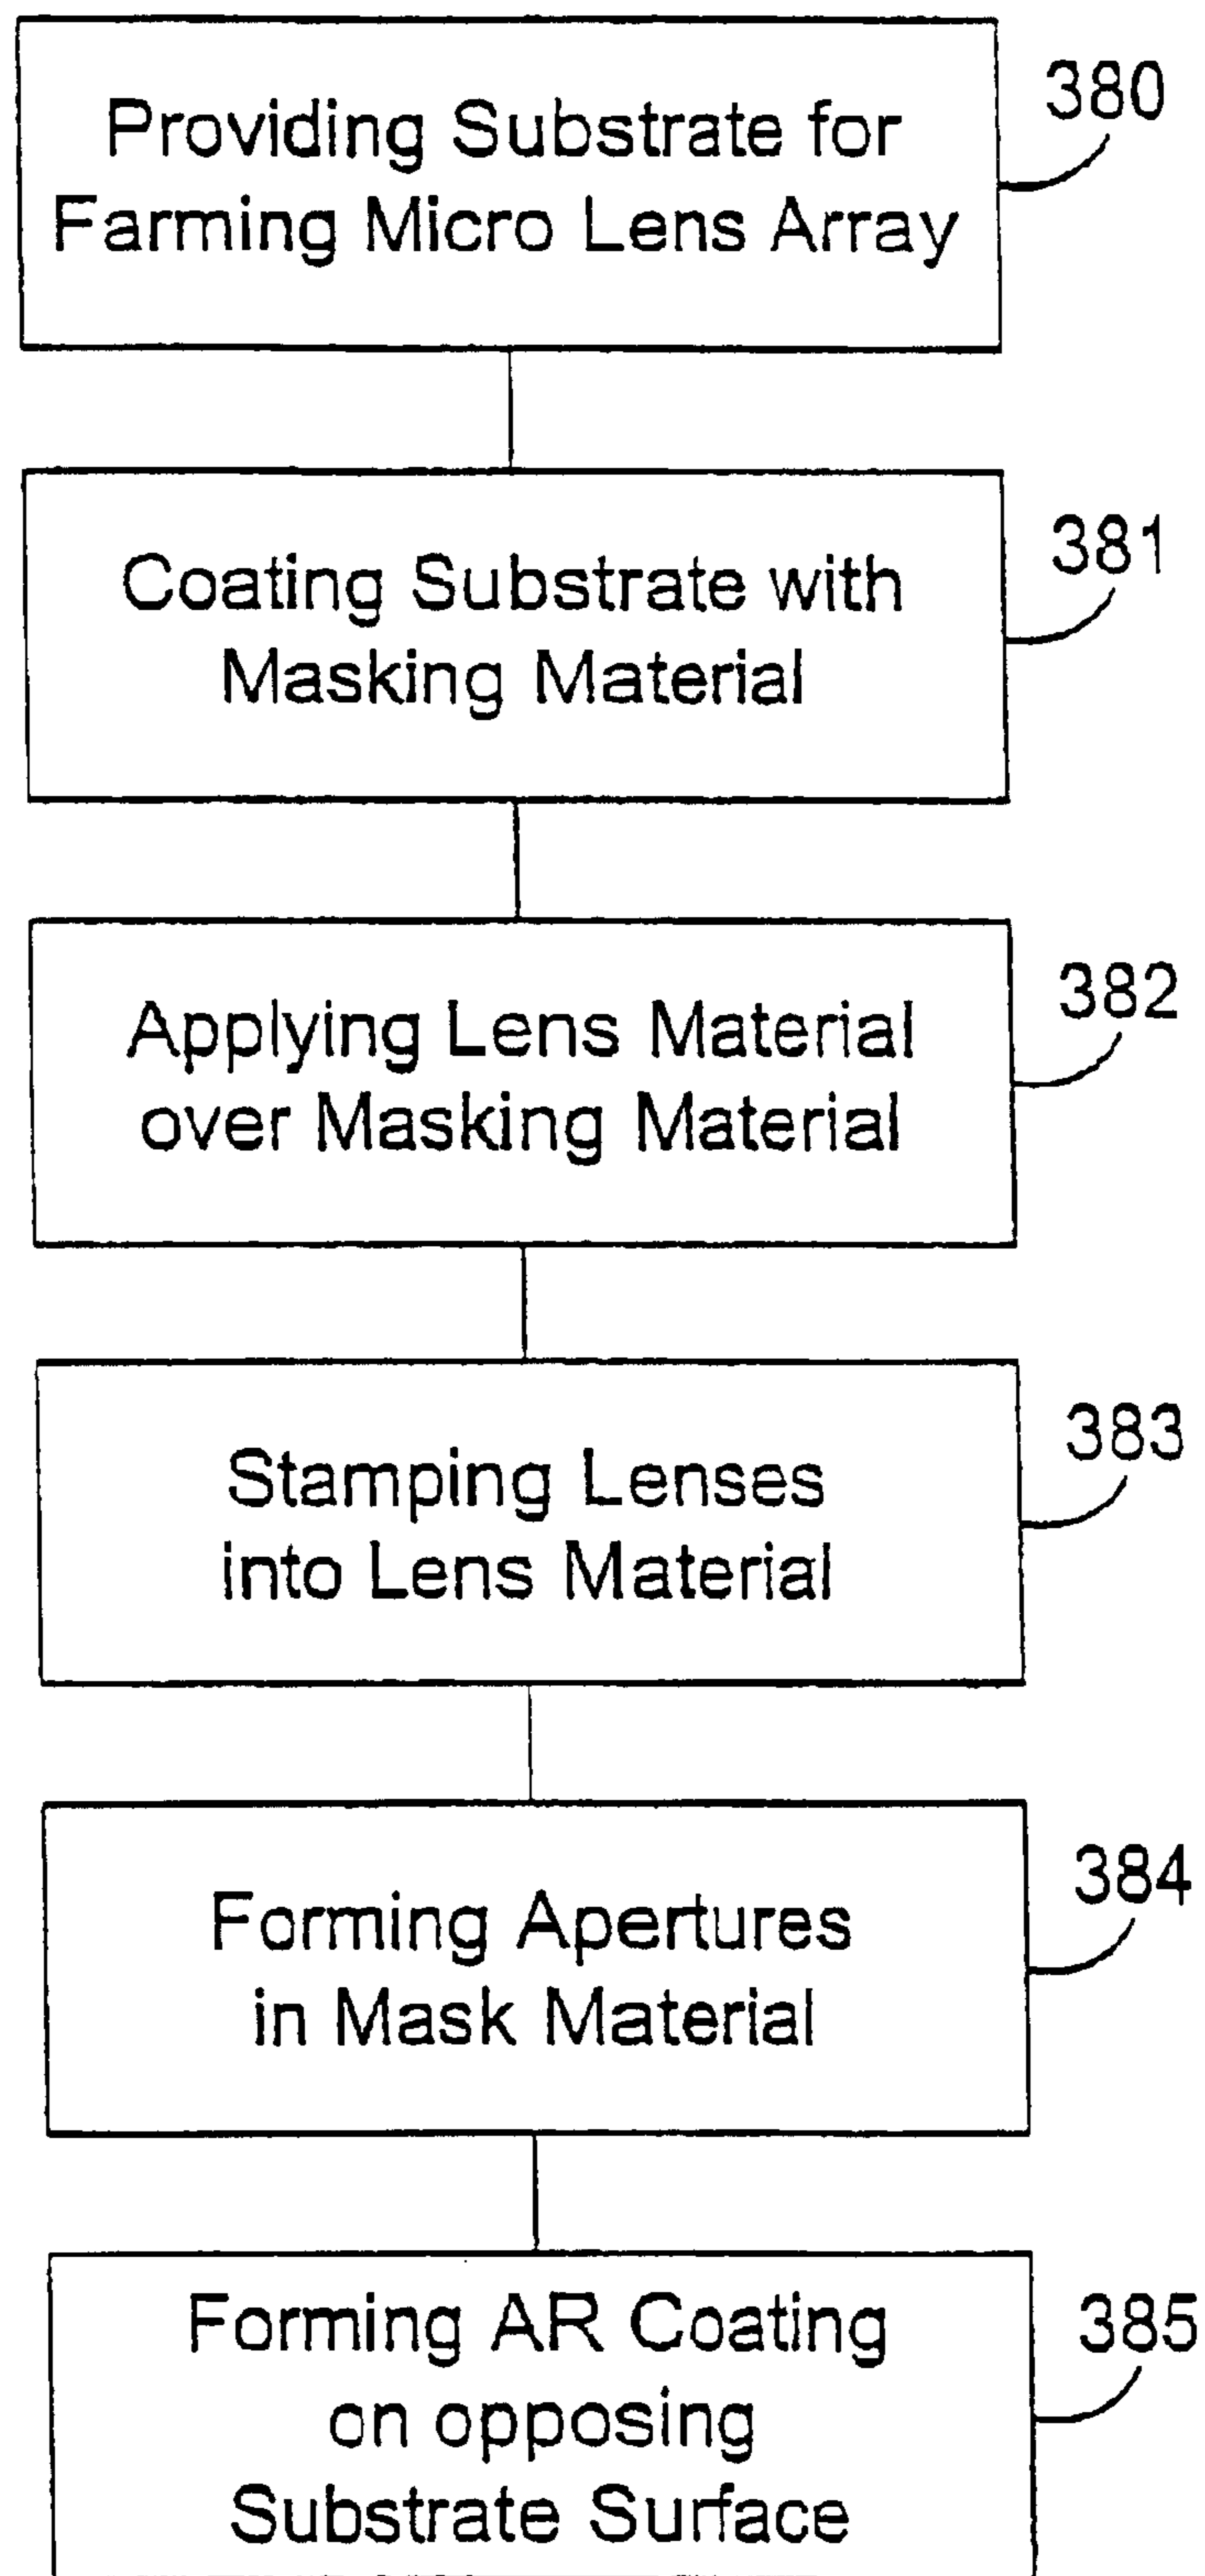 Providing Substrate for
Farming Micro Lens Array
380
Coating Substrate with
Masking Material
381
Applying Lens Material
over Masking Material
382
Stamping Lenses
into Lens Material
383
Forming Apertures
in Mask Material
384
Forming AR Coating
on opposing
Substrate Surface
385